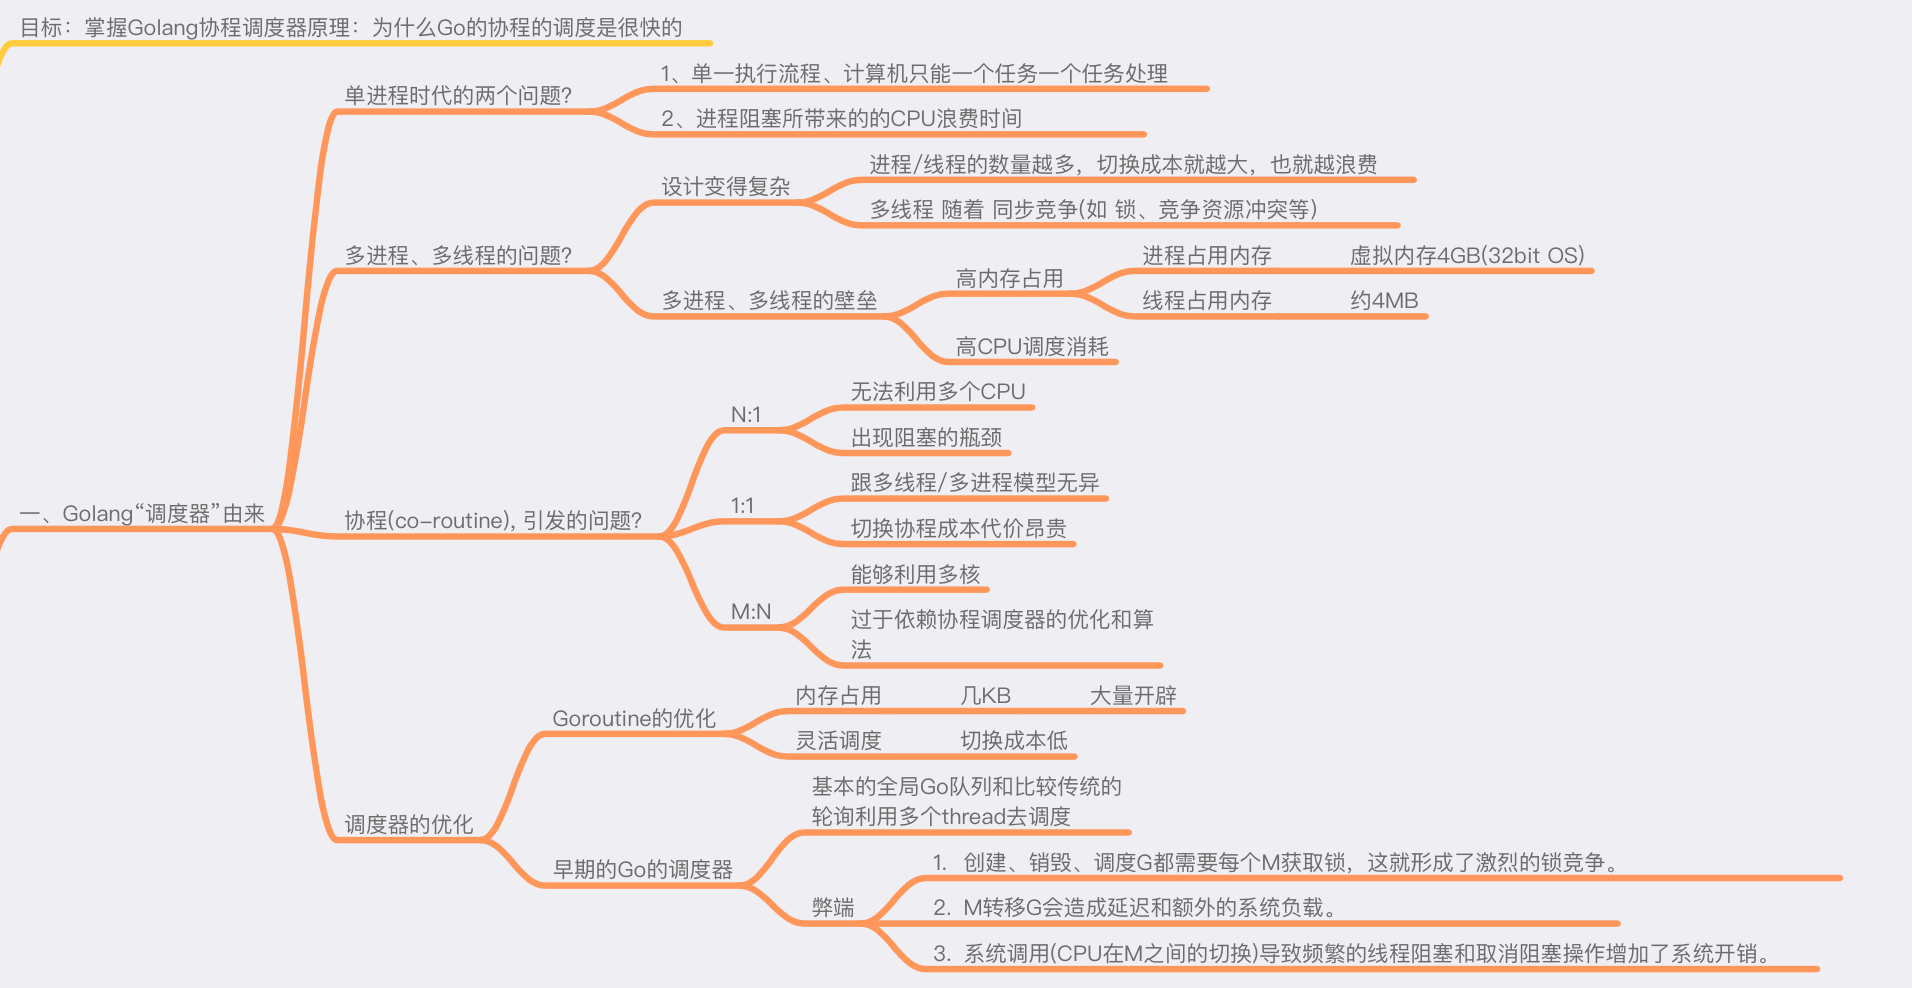 目标：掌握Golang协程调度器原理：为什么Go的协程的调度是很快的
一、Golang“调度器”由来
单进程时代的两个问题？
1、单一执行流程、计算机只能一个任务一个任务处理
2、进程阻塞所带来的的CPU浪费时间
多进程、多线程的问题？
设计变得复杂
进程/线程的数量越多，切换成本就越大，也就越浪费
多线程 随着 同步竞争(如 锁、竞争资源冲突等)
多进程、多线程的壁垒
高内存占用
进程占用内存
虚拟内存4GB(32bit OS)
线程占用内存
约4MB
高CPU调度消耗
协程(co-routine), 引发的问题？
N:1
无法利用多个CPU
出现阻塞的瓶颈
1:1
跟多线程/多进程模型无异
切换协程成本代价昂贵
M:N
能够利用多核
过于依赖协程调度器的优化和算
法
调度器的优化
Goroutine的优化
内存占用
几KB
大量开辟
灵活调度
切换成本低
早期的Go的调度器
基本的全局Go队列和比较传统的
轮询利用多个thread去调度
弊端
1. 创建、销毁、调度G都需要每个M获取锁，这就形成了激烈的锁竞争。
2. M转移G会造成延迟和额外的系统负载。
3. 系统调用(CPU在M之间的切换)导致频繁的线程阻塞和取消阻塞操作增加了系统开销。